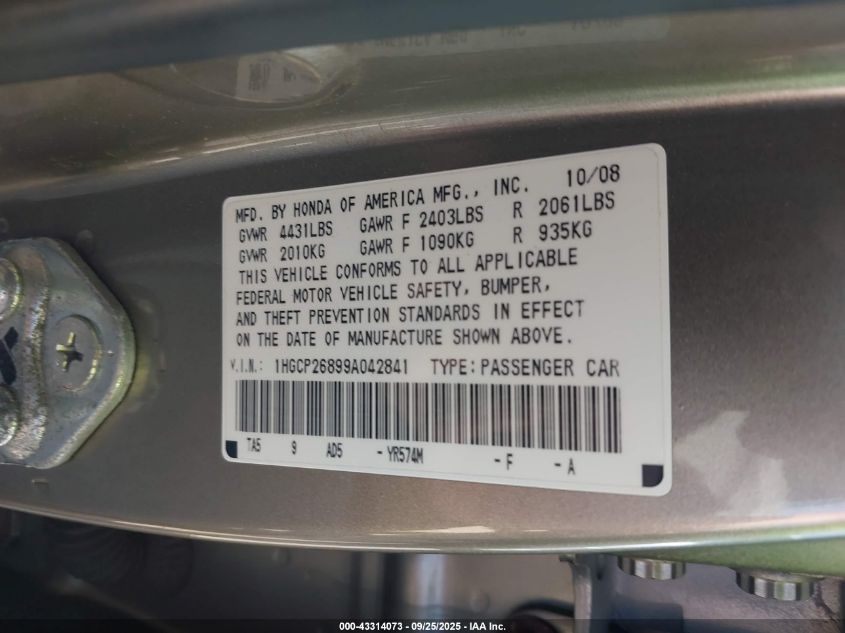 MFD. BY HONDA OF AMERICA MFG., INC. 10/08
GVWR 4431LBS GAWR F 2403LBS R 2061LBS
GVWR 2010KG GAWR F 1090KG R 935KG
THIS VEHICLE CONFORMS TO ALL APPLICABLE
FEDERAL MOTOR VEHICLE SAFETY, BUMPER,
AND THEFT PREVENTION STANDARDS IN EFFECT
ON THE DATE OF MANUFACTURE SHOWN ABOVE.
V.I.N.: 1HGCP26899A042841 TYPE: PASSENGER CAR
TA5 9 AD5 -YR574M -F -A
000-43314073 - 09/25/2025 - IAA Inc.